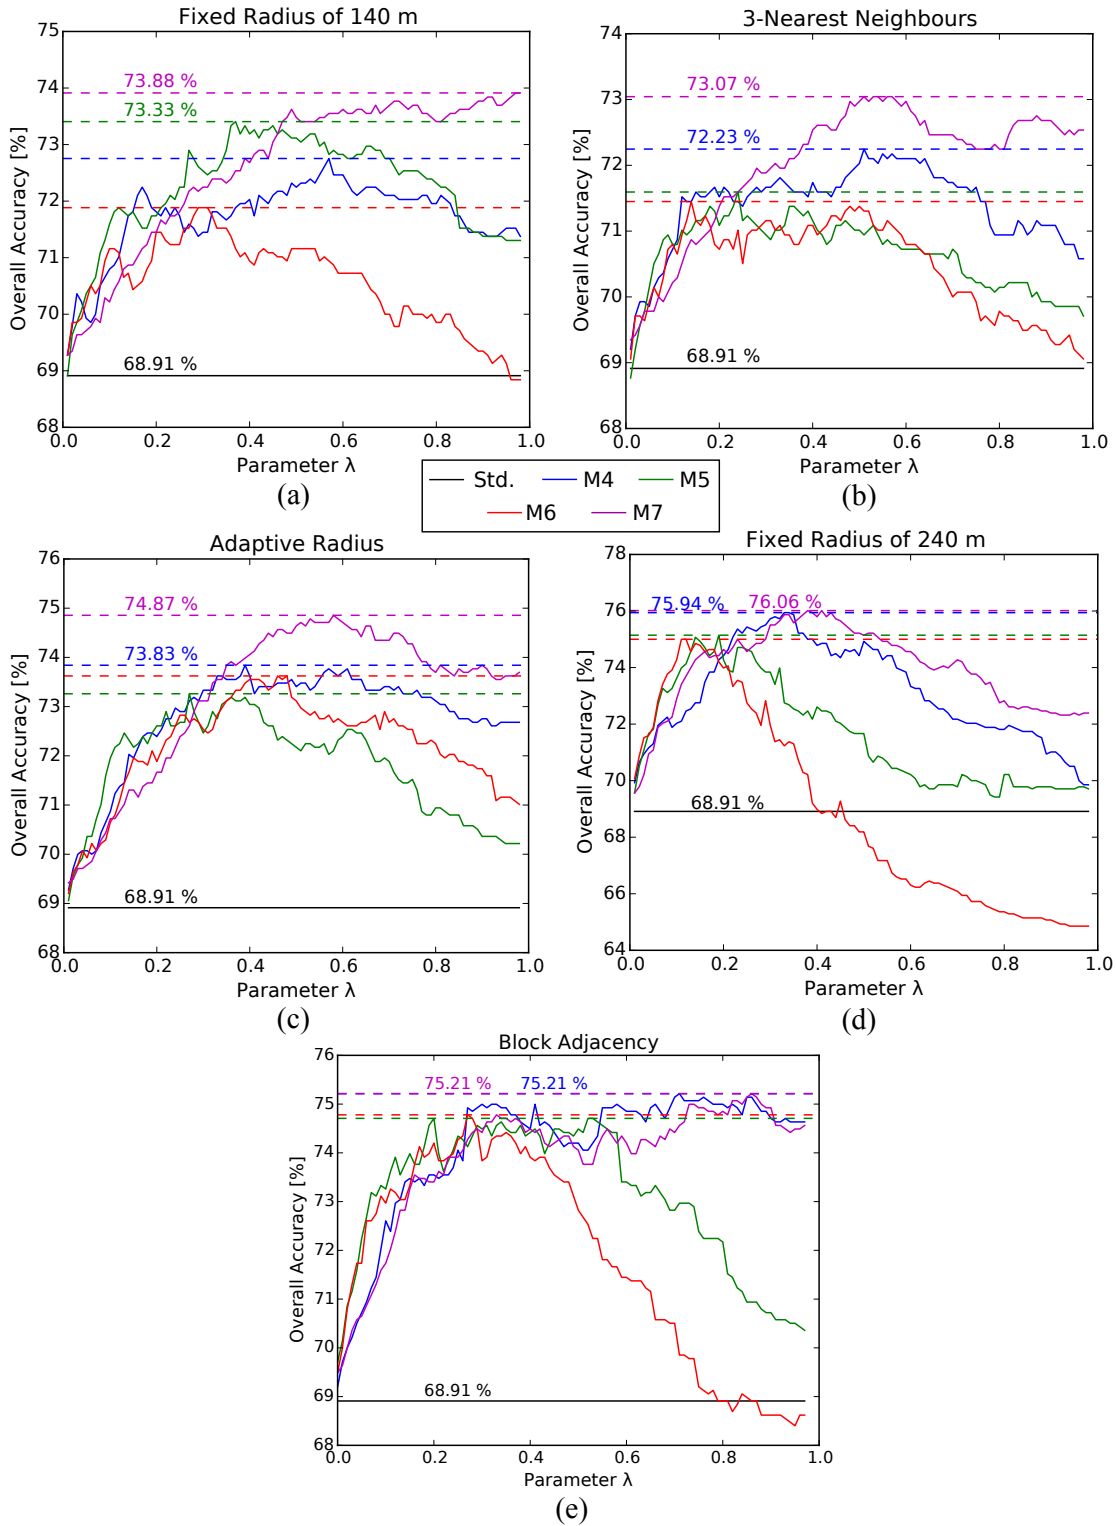 Fixed Radius of 140 m
75
74
73
72
71
70
69
68
Overall Accuracy [%]
73.88 %
73.33 %
68.91 %
0.0 0.2 0.4 0.6 0.8 1.0
Parameter λ
(a)
3-Nearest Neighbours
74
73
72
71
70
69
68
Overall Accuracy [%]
73.07 %
72.23 %
68.91 %
0.0 0.2 0.4 0.6 0.8 1.0
Parameter λ
(b)
Std. M4 M5
M6 M7
Adaptive Radius
76
75
74
73
72
71
70
69
68
Overall Accuracy [%]
74.87 %
73.83 %
68.91 %
0.0 0.2 0.4 0.6 0.8 1.0
Parameter λ
(c)
Fixed Radius of 240 m
78
76
74
72
70
68
66
64
Overall Accuracy [%]
75.94 % 76.06 %
68.91 %
0.0 0.2 0.4 0.6 0.8 1.0
Parameter λ
(d)
Block Adjacency
76
75
74
73
72
71
70
69
68
Overall Accuracy [%]
75.21 % 75.21 %
68.91 %
0.0 0.2 0.4 0.6 0.8 1.0
Parameter λ
(e)